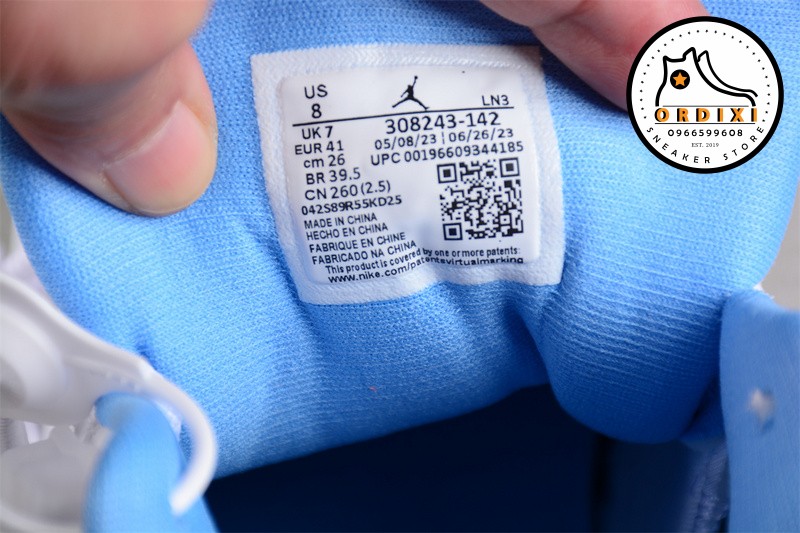 US
8
LN3
UK 7
308243-142
EUR 41
05/08/23 | 06/26/23
cm 26
UPC 00196609344185
BR 39.5
CN 260 (2.5)
042S89R55KD25
MADE IN CHINA
HECHO EN CHINA
FABRIQUE EN CHINE
FABRICADO NA CHINA
This product is covered by one or more patents:
www.nike.com/patentsvirtualmarking
ORDIXI
0966599608
EST. 2019
SNEAKER STORE